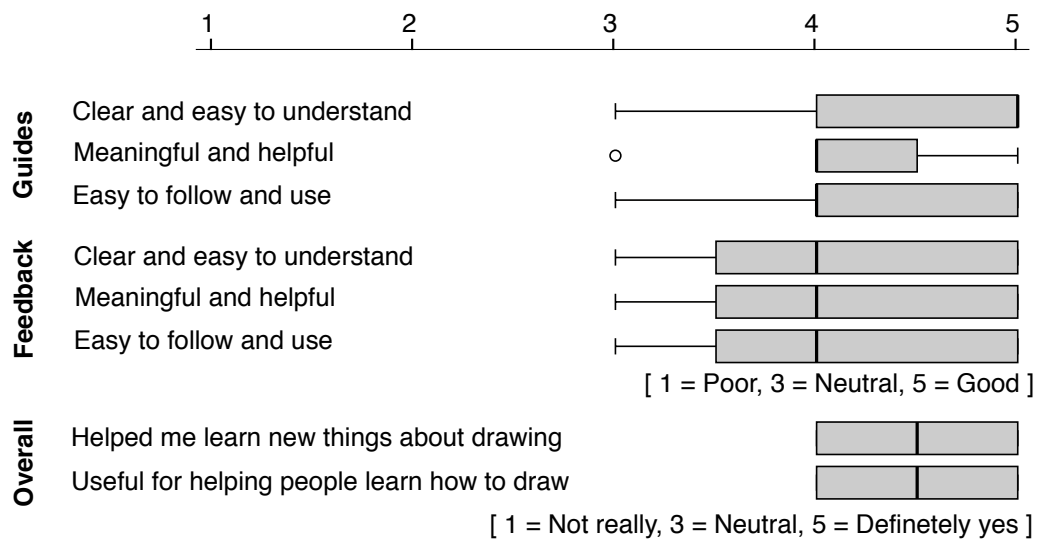 1 2 3 4 5
Guides
Clear and easy to understand
Meaningful and helpful
Easy to follow and use
Feedback
Clear and easy to understand
Meaningful and helpful
Easy to follow and use
[ 1 = Poor, 3 = Neutral, 5 = Good ]
Overall
Helped me learn new things about drawing
Useful for helping people learn how to draw
[ 1 = Not really, 3 = Neutral, 5 = Definetely yes ]